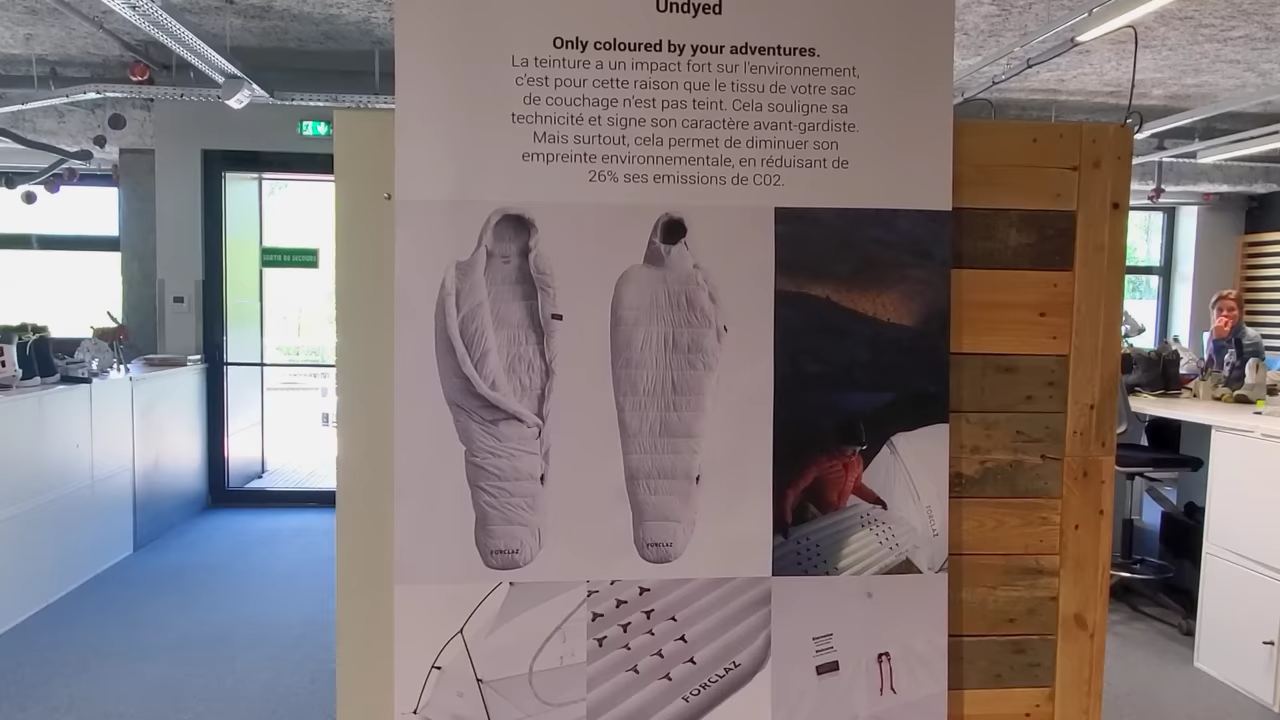 Undyed
Only coloured by your adventures.
La teinture a un impact fort sur l'environnement,
c'est pour cette raison que le tissu de votre sac
de couchage n'est pas teint. Cela souligne sa
technicité et signe son caractère avant-gardiste.
Mais surtout, cela permet de diminuer son
empreinte environnementale, en réduisant de
26% ses emissions de C02.
SORTIE DE SECOURS
FORCLAZ
FORCLAZ
FORCLAZ
FORCLAZ